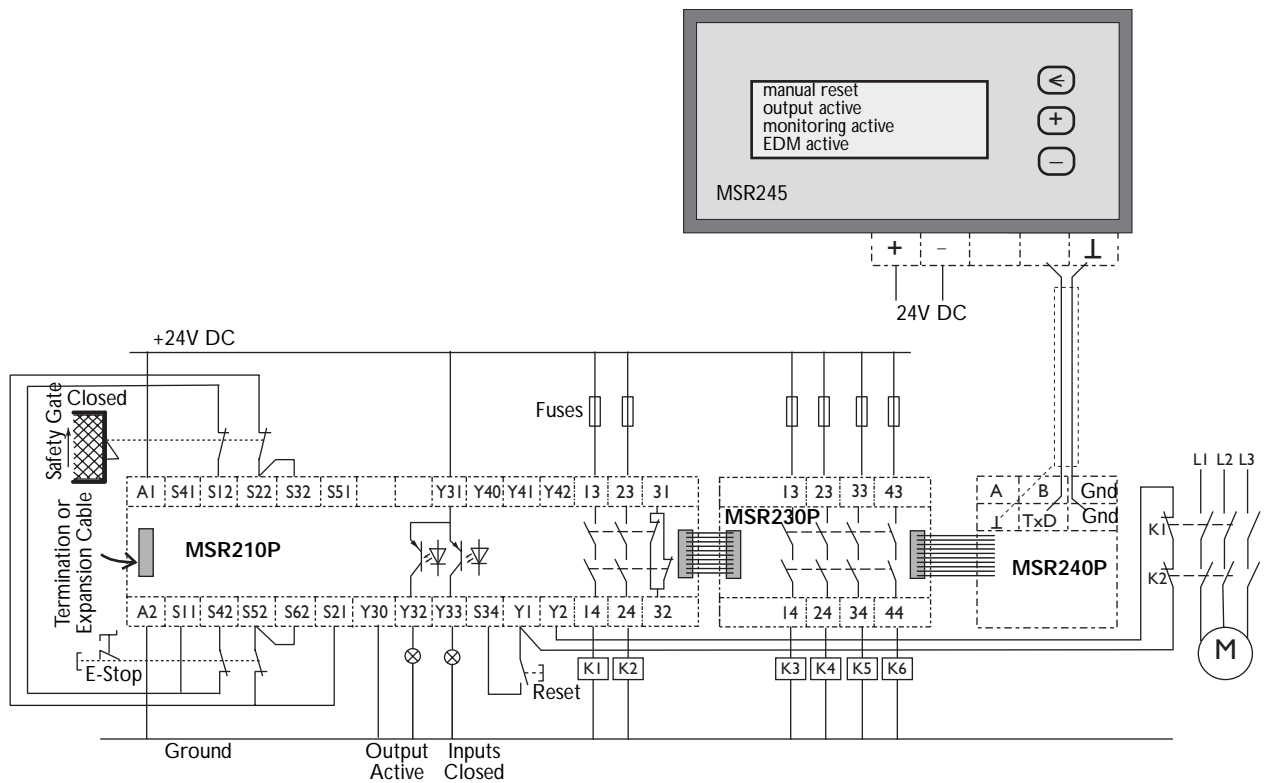 manual reset
output active
monitoring active
EDM active
MSR245
+ − ⊥
24V DC
+24V DC
Closed
Safety Gate
Fuses
L1 L2 L3
A1 S41 S12 S22 S32 S51 Y31 Y40 Y41 Y42 13 23 31
13 23 33 43
A B Gnd
⊥ TxD Gnd
MSR210P
MSR230P
MSR240P
K1
K2
Termination or
Expansion Cable
A2 S11 S42 S52 S62 S21 Y30 Y32 Y33 S34 Y1 Y2 14 24 32
14 24 34 44
M
E-Stop
K1 K2 K3 K4 K5 K6
Reset
Ground
Output
Active
Inputs
Closed